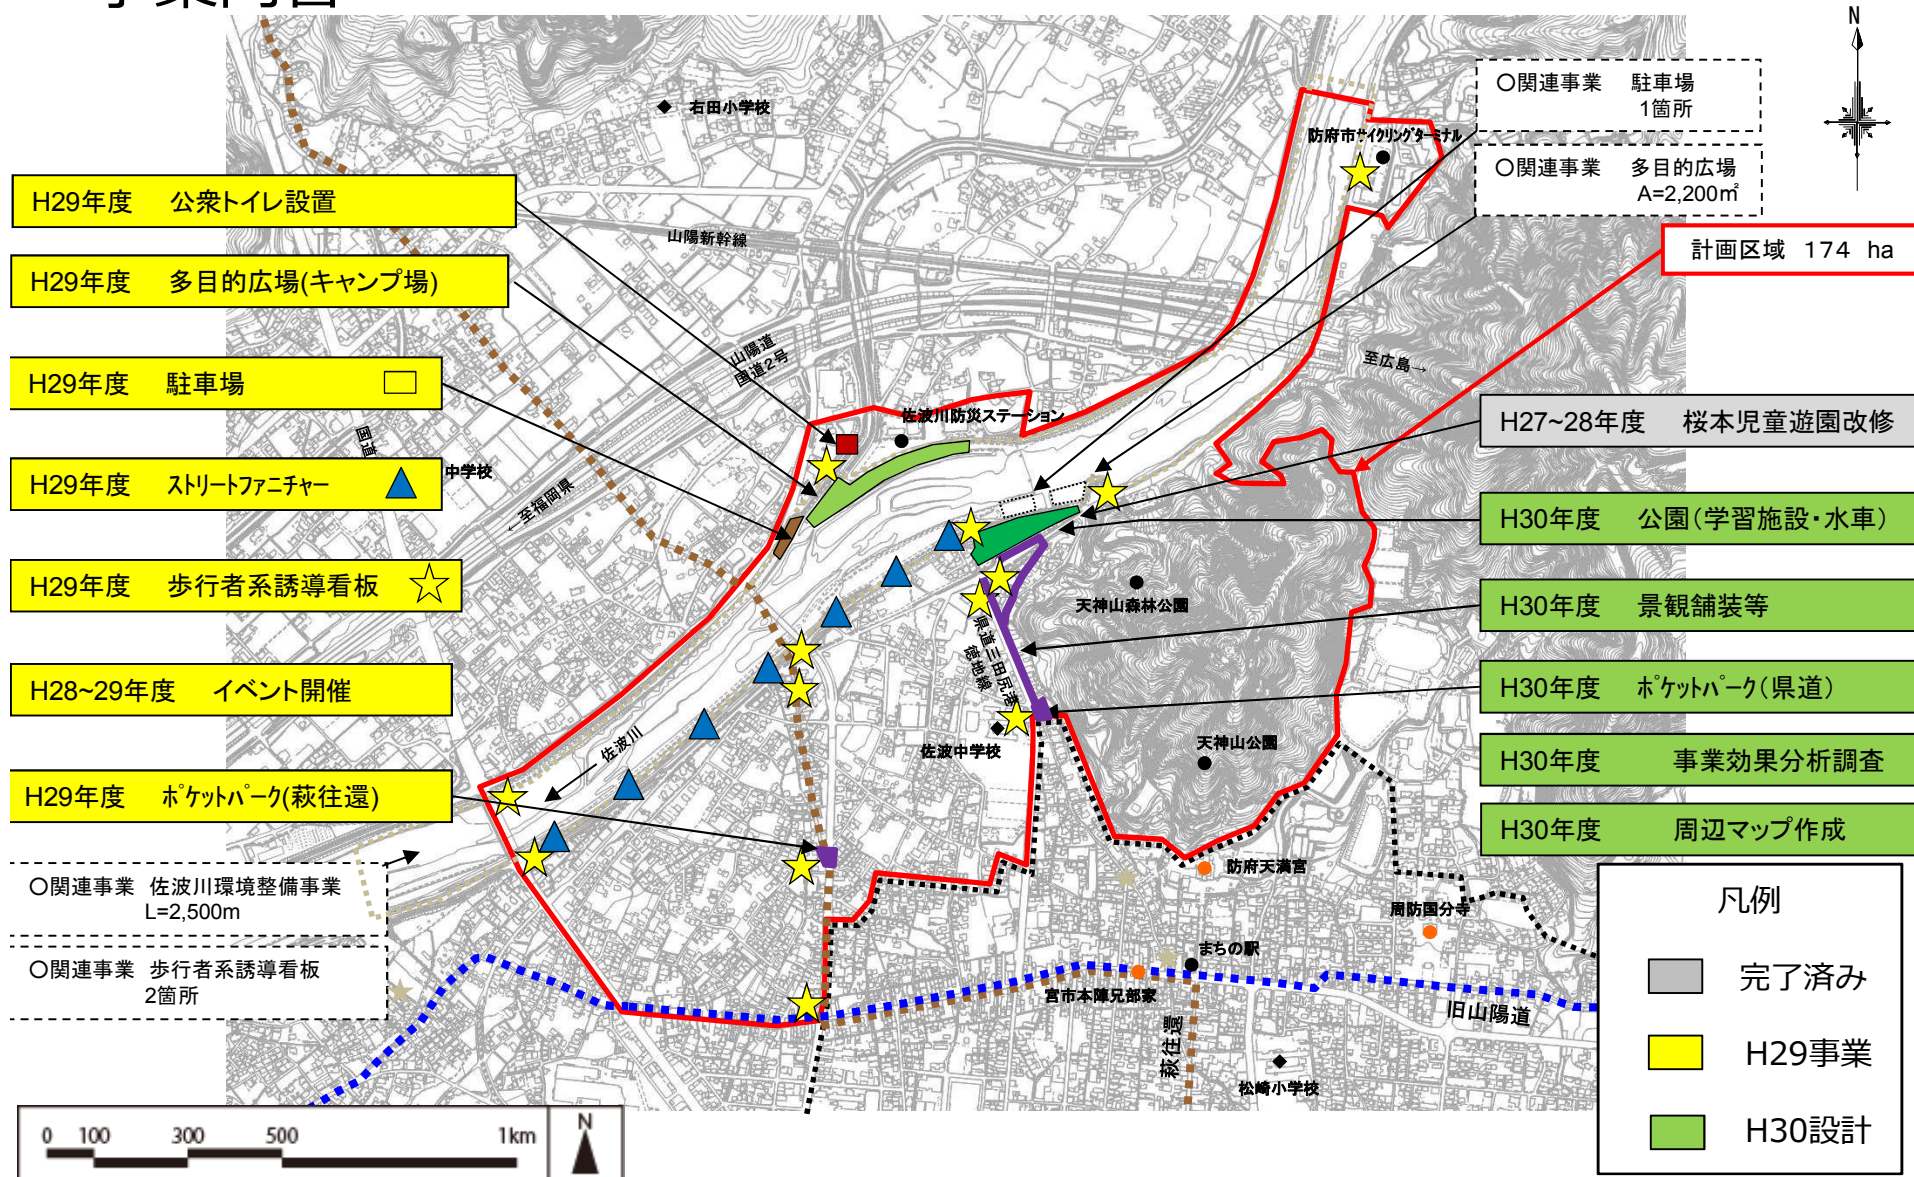 右田小学校
防府市サイクリングターミナル
N
〇関連事業 駐車場
1箇所
〇関連事業 多目的広場
A=2,200㎡
計画区域 174 ha
H29年度 公衆トイレ設置
H29年度 多目的広場(キャンプ場)
H29年度 駐車場
H29年度 ストリートファニチャー
H29年度 歩行者系誘導看板
H28~29年度 イベント開催
H29年度 ポケットパーク(萩往還)
〇関連事業 佐波川環境整備事業
L=2,500m
〇関連事業 歩行者系誘導看板
2箇所
山陽新幹線
山陽道
国道2号
至広島→
佐波川防災ステーション
国道
中学校
←至福岡県
天神山森林公園
県道三田尻港
徳地線
佐波川
佐波中学校
天神山公園
防府天満宮
周防国分寺
まちの駅
宮市本陣兄部家
旧山陽道
萩往還
松崎小学校
H27~28年度 桜本児童遊園改修
H30年度 公園(学習施設・水車)
H30年度 景観舗装等
H30年度 ポケットパーク(県道)
H30年度 事業効果分析調査
H30年度 周辺マップ作成
凡例
完了済み
H29事業
H30設計
0 100 300 500 1km
N